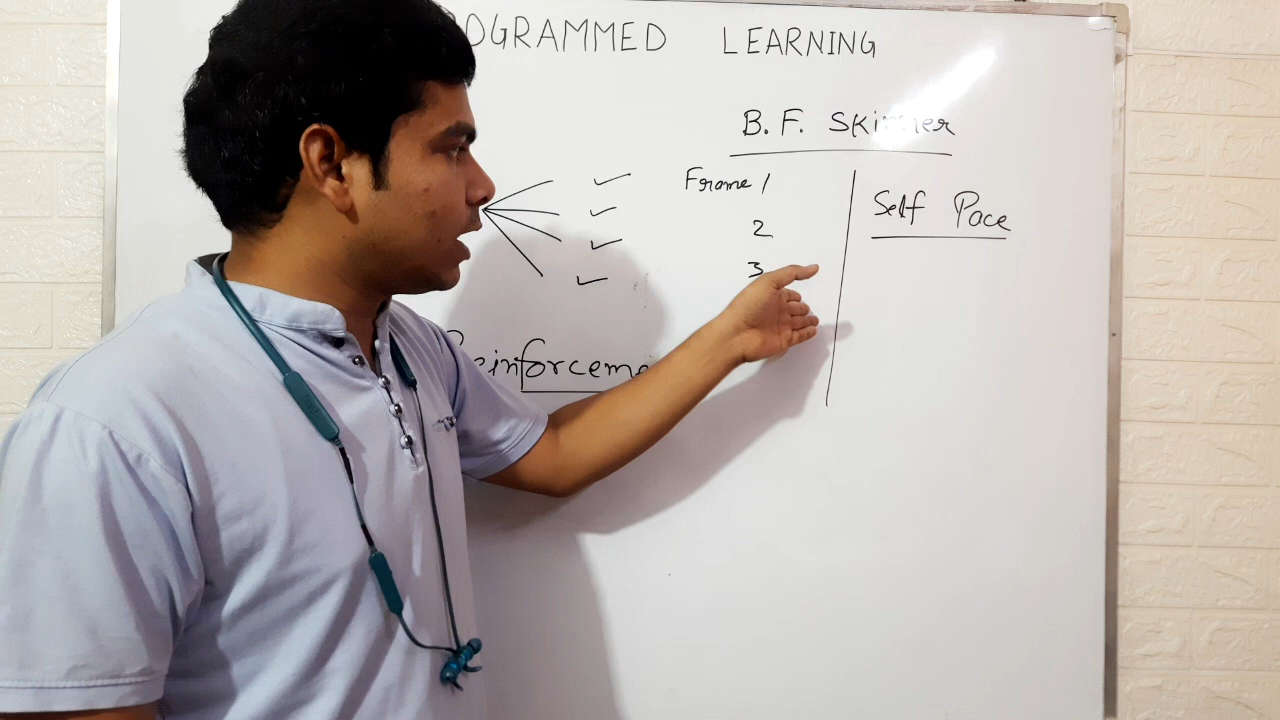 OGRAMMED LEARNING
B. F. Skinner
Frame 1
2
3
Self Pace
Reinforceme